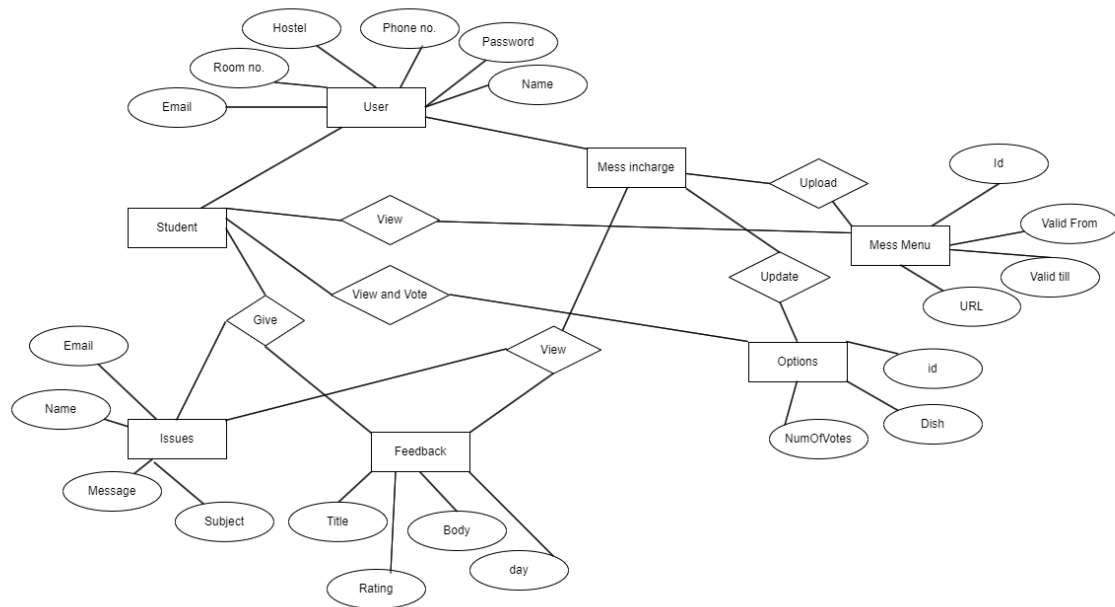 Hostel
Phone no.
Password
Room no.
Name
Email
User
Mess incharge
Id
Upload
Student
View
Valid From
Mess Menu
Update
Valid till
View and Vote
URL
Give
Email
View
Options
id
Name
Issues
Dish
NumOfVotes
Feedback
Message
Subject
Title
Body
day
Rating